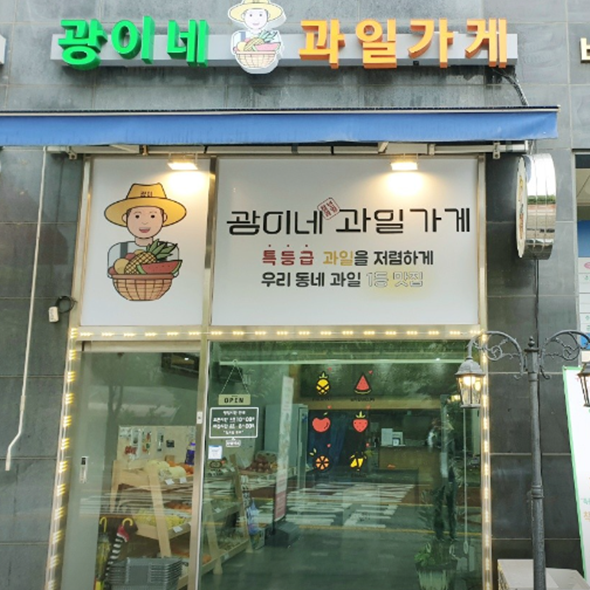 광이네 과일가게
광이네 과일가게
특등급 과일을 저렴하게
우리 동네 과일 1등 맛집
OPEN